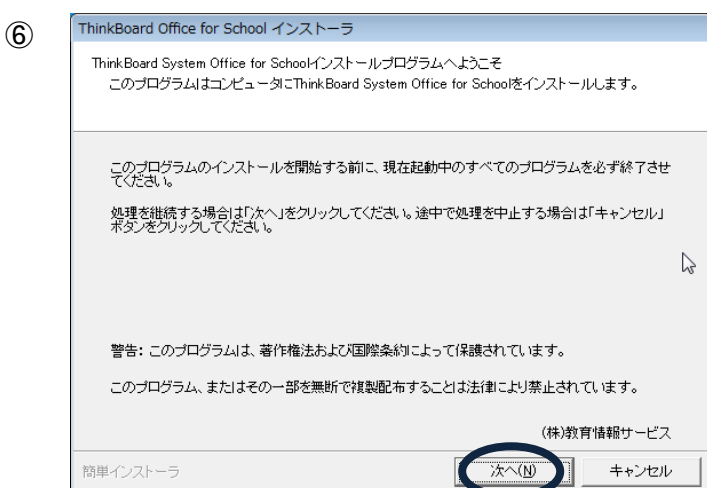 ⑥
ThinkBoard Office for School インストーラ
ThinkBoard System Office for Schoolインストールプログラムへようこそ
このプログラムはコンピュータにThinkBoard System Office for Schoolをインストールします。
このプログラムのインストールを開始する前に、現在起動中のすべてのプログラムを必ず終了させ
てください。
処理を継続する場合は「次へ」をクリックしてください。途中で処理を中止する場合は「キャンセル」
ボタンをクリックしてください。
警告: このプログラムは、著作権法および国際条約によって保護されています。
このプログラム、またはその一部を無断で複製配布することは法律により禁止されています。
(株)教育情報サービス
簡単インストーラ
次へ(N)
キャンセル